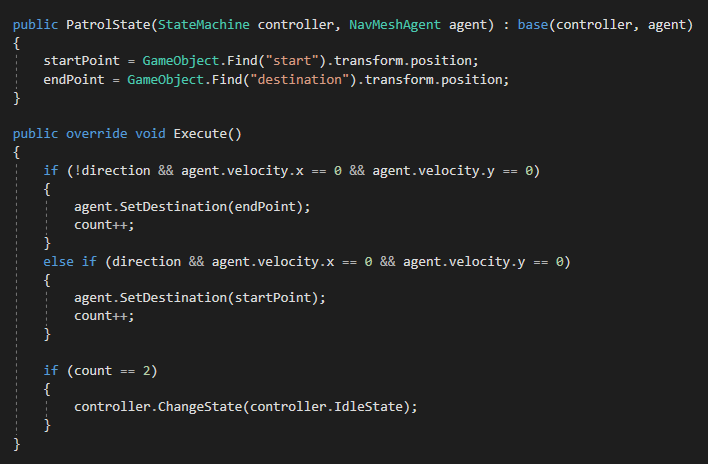 public PatrolState(StateMachine controller, NavMeshAgent agent) : base(controller, agent)
{
startPoint = GameObject.Find("start").transform.position;
endPoint = GameObject.Find("destination").transform.position;
}
public override void Execute()
{
if (!direction && agent.velocity.x == 0 && agent.velocity.y == 0)
{
agent.SetDestination(endPoint);
count++;
}
else if (direction && agent.velocity.x == 0 && agent.velocity.y == 0)
{
agent.SetDestination(startPoint);
count++;
}
if (count == 2)
{
controller.ChangeState(controller.IdleState);
}
}